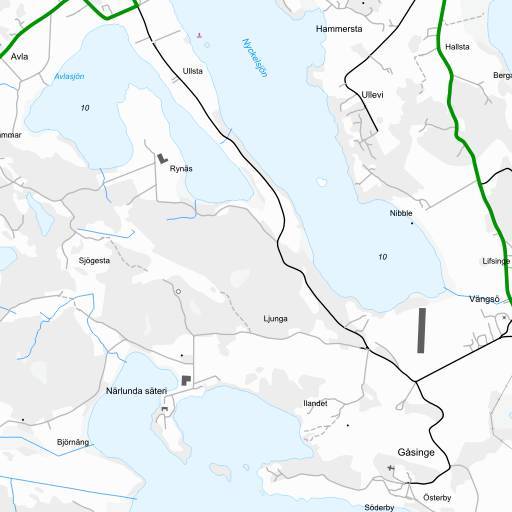 Hammersta
Nyckelsjön
Hallsta
Avla
Ullsta
Avlasjön
Berga
Ullevi
10
ammar
Rynäs
Nibble
10
Sjögesta
Lifsinge
Vängsö
Ljunga
Närlunda säteri
Ilandet
Björnäng
Gåsinge
Österby
Söderby